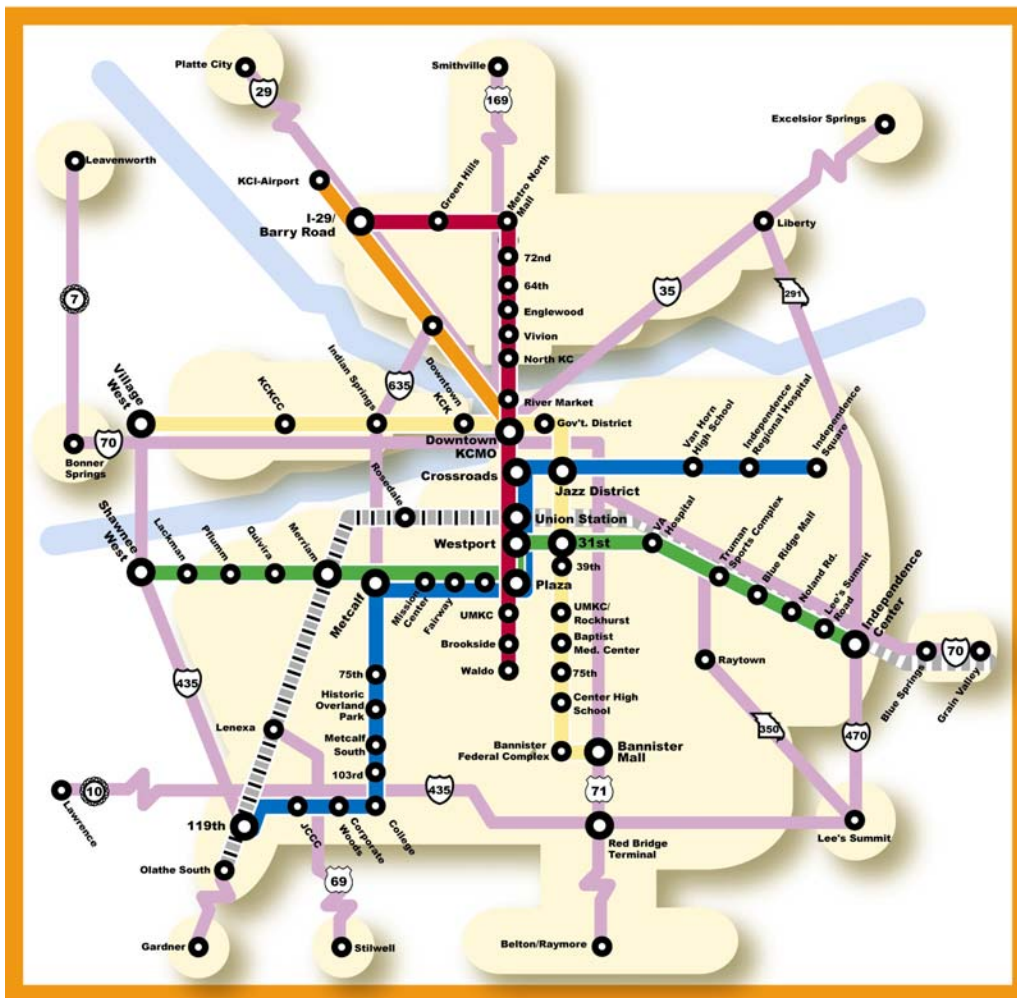 Platte City
29
Smithville
169
Excelsior Springs
Leavenworth
KCI-Airport
Green Hills
Metro North
Mall
I-29/
Barry Road
Liberty
72nd
64th
35
291
7
Englewood
Vivion
North KC
Village
West
KCKCC
Indian Springs
635
Downtown
KCK
River Market
Gov't. District
Van Horn
High School
Independence
Regional Hospital
Independence
Square
70
Bonner
Springs
Downtown
KCMO
Crossroads
Jazz District
Rosedale
Union Station
VA
Hospital
Shawnee
West
Lackman
Pflumm
Quivira
Merriam
Westport
31st
Truman
Sports Complex
Blue Ridge Mall
Noland Rd.
Lee's Summit
Road
Independence
Center
39th
Metcalf
Mission
Center
Fairway
Plaza
UMKC
UMKC/
Rockhurst
Brookside
Baptist
Med. Center
Waldo
75th
75th
Raytown
Blue Springs
70
Grain Valley
435
Historic
Overland
Park
Center High
School
Lenexa
Metcalf
South
Bannister
Federal Complex
Bannister
Mall
350
470
103rd
10
Lawrence
435
71
119th
JCCC
Corporate
Woods
College
Red Bridge
Terminal
Lee's Summit
Olathe South
69
Gardner
Stilwell
Belton/Raymore